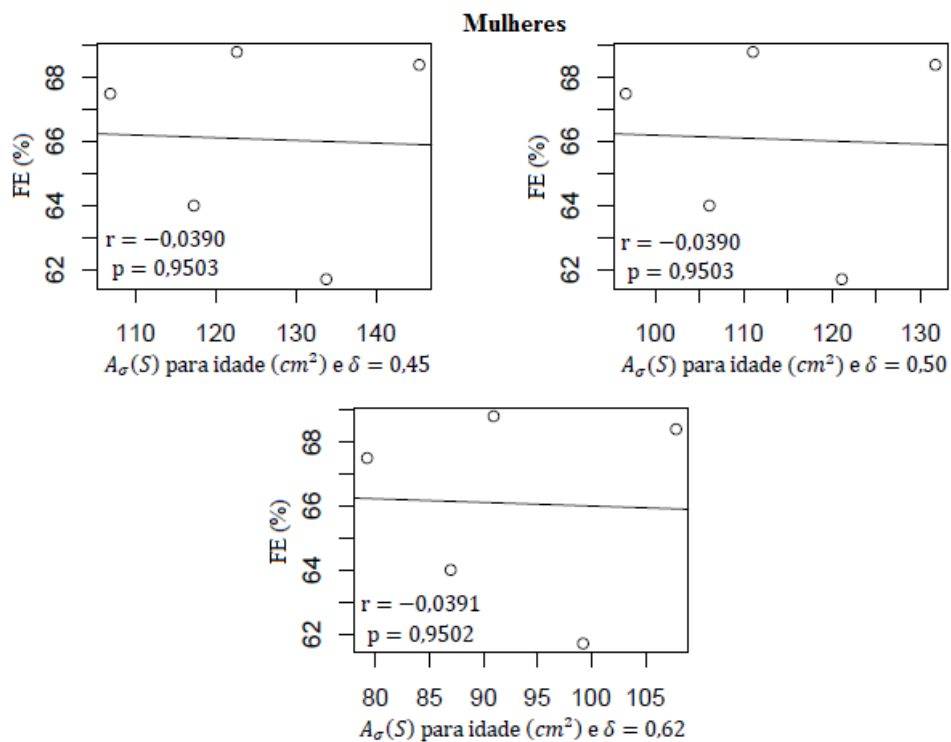 Mulheres
FE (%)
68
66
64
62
r = −0,0390
p = 0,9503
110 120 130 140
A_σ(S) para idade (cm²) e δ = 0,45
FE (%)
68
66
64
62
r = −0,0390
p = 0,9503
100 110 120 130
A_σ(S) para idade (cm²) e δ = 0,50
FE (%)
68
66
64
62
r = −0,0391
p = 0,9502
80 85 90 95 100 105
A_σ(S) para idade (cm²) e δ = 0,62